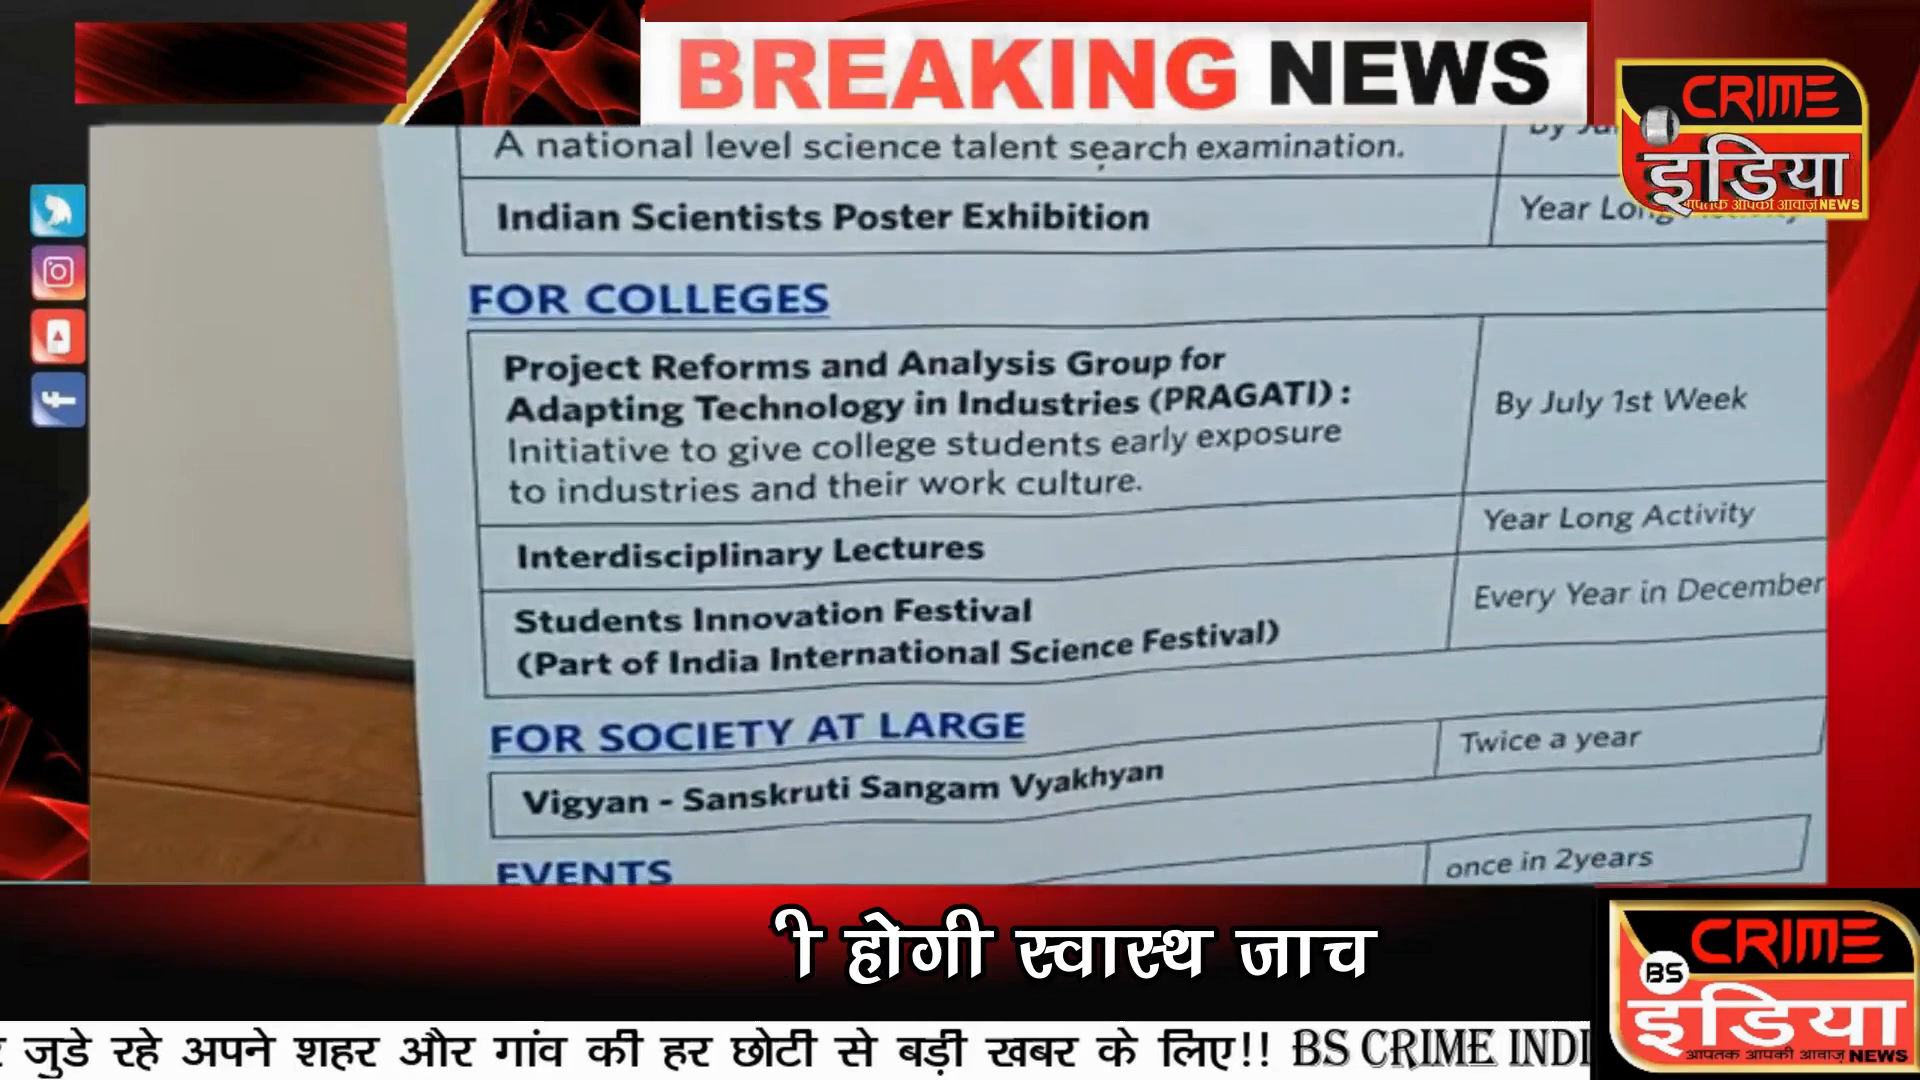 BREAKING NEWS
CRIME
इंडिया
आपतक आपकी आवाज़ NEWS
A national level science talent search examination.
Indian Scientists Poster Exhibition
Year Long
FOR COLLEGES
Project Reforms and Analysis Group for
Adapting Technology in Industries (PRAGATI) :
Initiative to give college students early exposure
to industries and their work culture.
By July 1st Week
Interdisciplinary Lectures
Year Long Activity
Students Innovation Festival
(Part of India International Science Festival)
Every Year in December
FOR SOCIETY AT LARGE
Vigyan - Sanskruti Sangam Vyakhyan
Twice a year
EVENTS
once in 2years
ी होगी स्वास्थ जाच
जुडे रहे अपने शहर और गांव की हर छोटी से बड़ी खबर के लिए!! BS CRIME INDI
BS
CRIME
इंडिया
आपतक आपकी आवाज़ NEWS